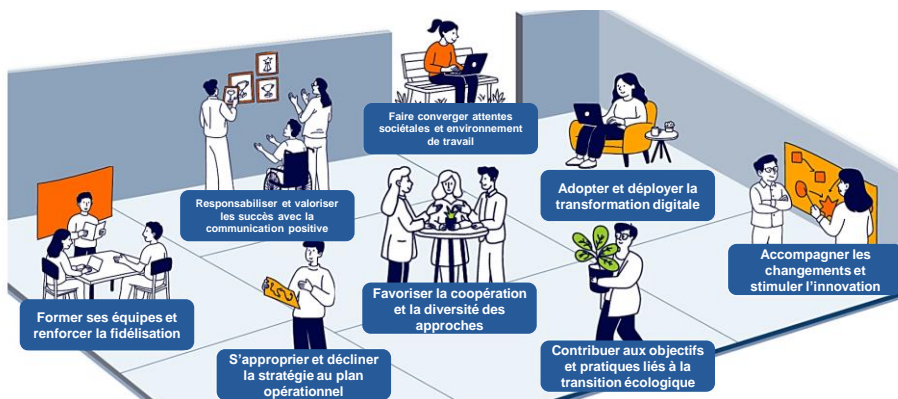 Faire converger attentes
sociétales et environnement
de travail
Responsabiliser et valoriser
les succès avec la
communication positive
Adopter et déployer la
transformation digitale
Accompagner les
changements et
stimuler l’innovation
Former ses équipes et
renforcer la fidélisation
Favoriser la coopération
et la diversité des
approches
S’approprier et décliner
la stratégie au plan
opérationnel
Contribuer aux objectifs
et pratiques liés à la
transition écologique